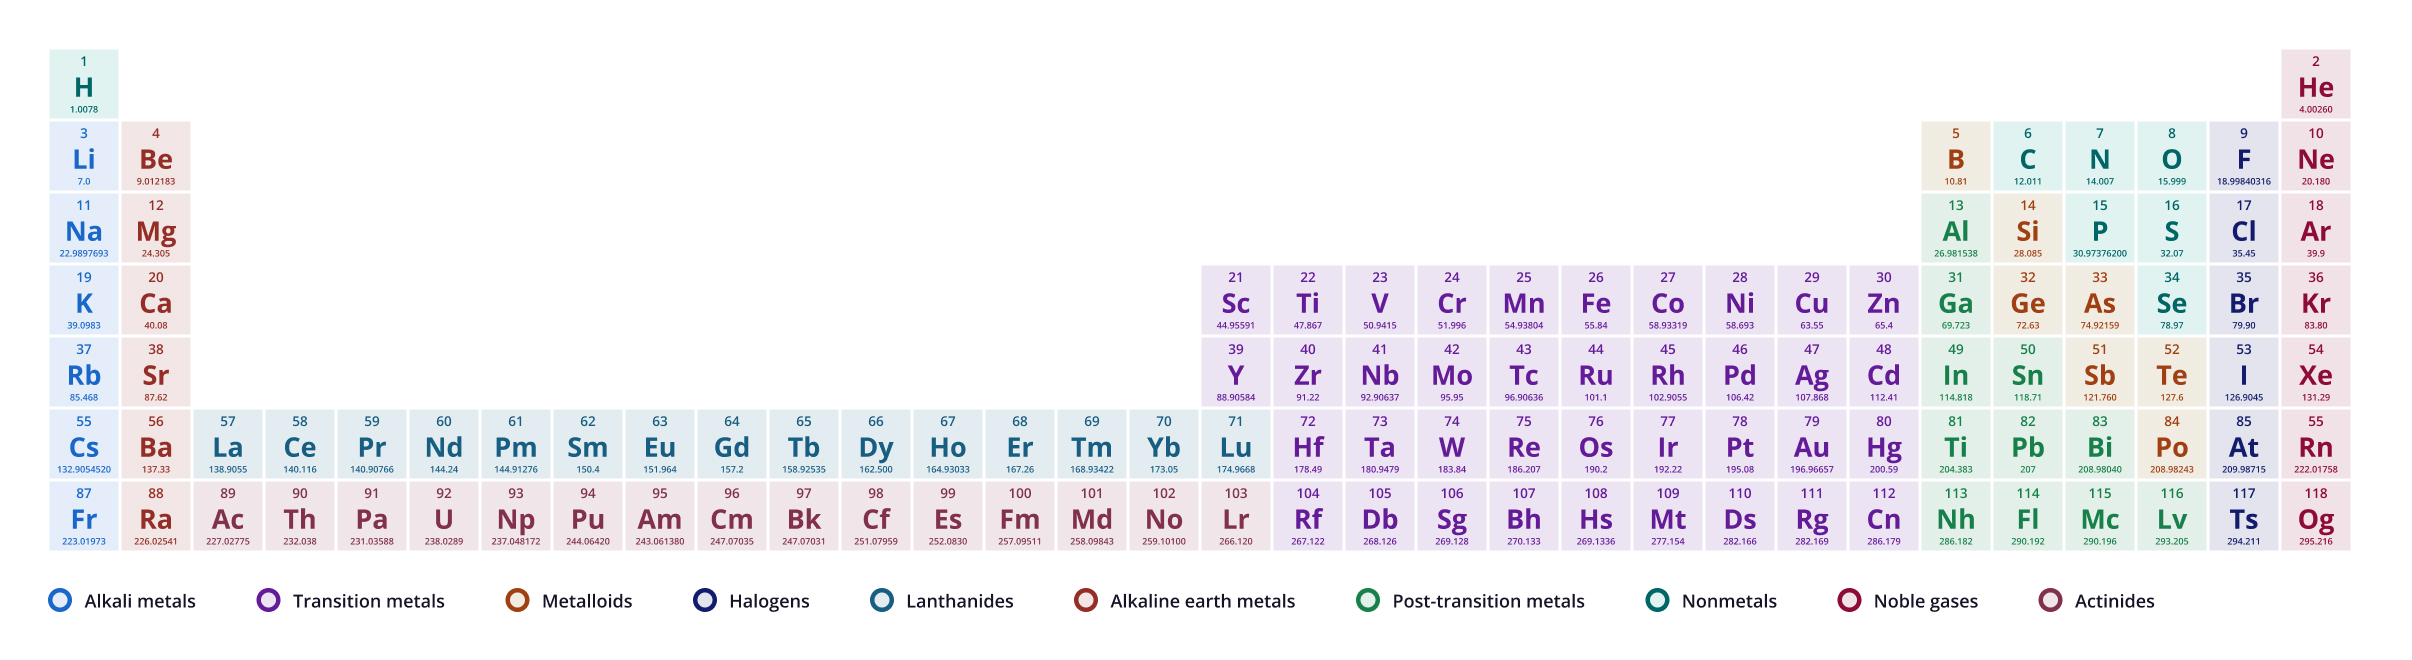 1 2
H He
1.0078 4.00260
3 4 5 6 7 8 9 10
Li Be B C N O F Ne
7.0 9.012183 10.81 12.011 14.007 15.999 18.99840316 20.180
11 12 13 14 15 16 17 18
Na Mg Al Si P S Cl Ar
22.9897693 24.305 26.981538 28.085 30.97376200 32.07 35.45 39.9
19 20 21 22 23 24 25 26 27 28 29 30 31 32 33 34 35 36
K Ca Sc Ti V Cr Mn Fe Co Ni Cu Zn Ga Ge As Se Br Kr
39.0983 40.08 44.95591 47.867 50.9415 51.996 54.93804 55.84 58.93319 58.693 63.55 65.4 69.723 72.63 74.92159 78.97 79.90 83.80
37 38 39 40 41 42 43 44 45 46 47 48 49 50 51 52 53 54
Rb Sr Y Zr Nb Mo Tc Ru Rh Pd Ag Cd In Sn Sb Te I Xe
85.468 87.62 88.90584 91.22 92.90637 95.95 96.90636 101.1 102.9055 106.42 107.868 112.41 114.818 118.71 121.760 127.6 126.9045 131.29
55 56 57 58 59 60 61 62 63 64 65 66 67 68 69 70 71 72 73 74 75 76 77 78 79 80 81 82 83 84 85 55
Cs Ba La Ce Pr Nd Pm Sm Eu Gd Tb Dy Ho Er Tm Yb Lu Hf Ta W Re Os Ir Pt Au Hg Ti Pb Bi Po At Rn
132.9054520 137.33 138.9055 140.116 140.90766 144.24 144.91276 150.4 151.964 157.2 158.92535 162.500 164.93033 167.26 168.93422 173.05 174.9668 178.49 180.9479 183.84 186.207 190.2 192.22 195.08 196.96657 200.59 204.383 207 208.98040 208.98243 209.98715 222.01758
87 88 89 90 91 92 93 94 95 96 97 98 99 100 101 102 103 104 105 106 107 108 109 110 111 112 113 114 115 116 117 118
Fr Ra Ac Th Pa U Np Pu Am Cm Bk Cf Es Fm Md No Lr Rf Db Sg Bh Hs Mt Ds Rg Cn Nh Fl Mc Lv Ts Og
223.01973 226.02541 227.02775 232.038 231.03588 238.0289 237.048172 244.06420 243.061380 247.07035 247.07031 251.07959 252.0830 257.09511 258.09843 259.10100 266.120 267.122 268.126 269.128 270.133 269.1336 277.154 282.166 282.169 286.179 286.182 290.192 290.196 293.205 294.211 295.216
Alkali metals Transition metals Metalloids Halogens Lanthanides Alkaline earth metals Post-transition metals Nonmetals Noble gases Actinides